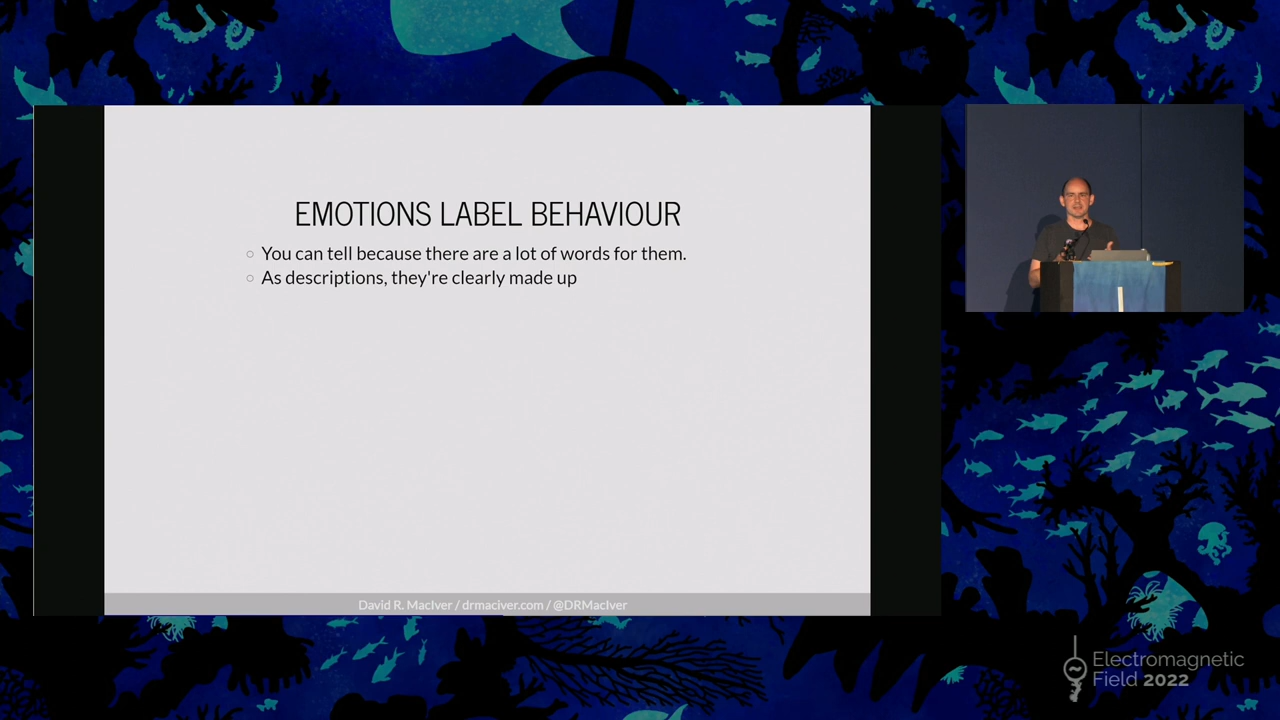 EMOTIONS LABEL BEHAVIOUR
○ You can tell because there are a lot of words for them.
○ As descriptions, they're clearly made up
David R. MacIver / drmaciver.com / @DRMacIver
Electromagnetic
Field 2022